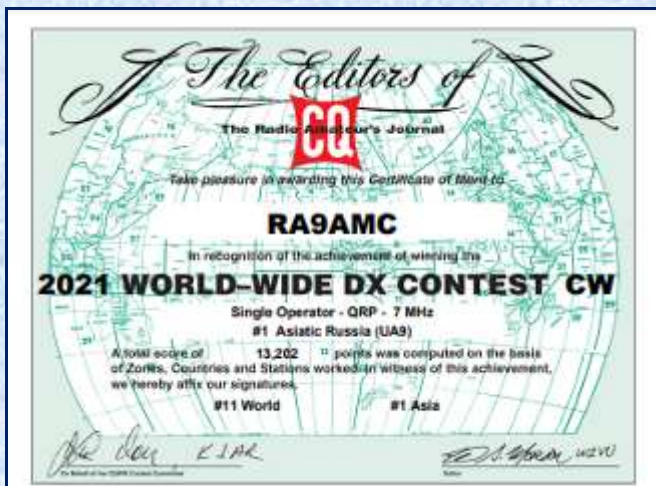 The Editors of
CQ
The Radio Amateur's Journal
Take pleasure in awarding this Certificate of Merit to
RA9AMC
In recognition of the achievement of winning the
2021 WORLD–WIDE DX CONTEST CW
Single Operator - QRP - 7 MHz
#1 Asiatic Russia (UA9)
A total score of 13,202 points was computed on the basis
of Zones, Countries and Stations worked. In witness of this achievement,
we hereby affix our signatures.
#11 World #1 Asia
K1AR W2VU